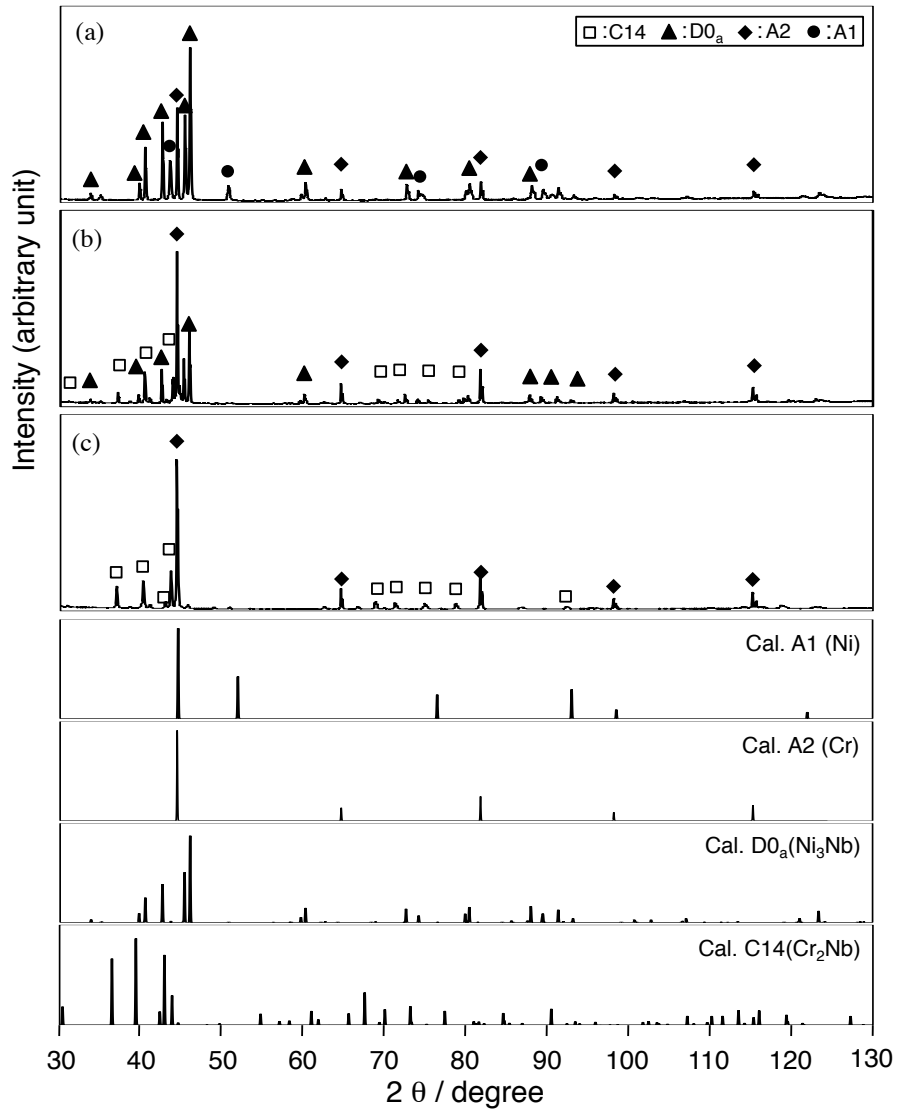 (a)
□:C14 ▲:D0ₐ ◆:A2 ●:A1
(b)
(c)
Intensity (arbitrary unit)
Cal. A1 (Ni)
Cal. A2 (Cr)
Cal. D0ₐ(Ni₃Nb)
Cal. C14(Cr₂Nb)
30 40 50 60 70 80 90 100 110 120 130
2 θ / degree